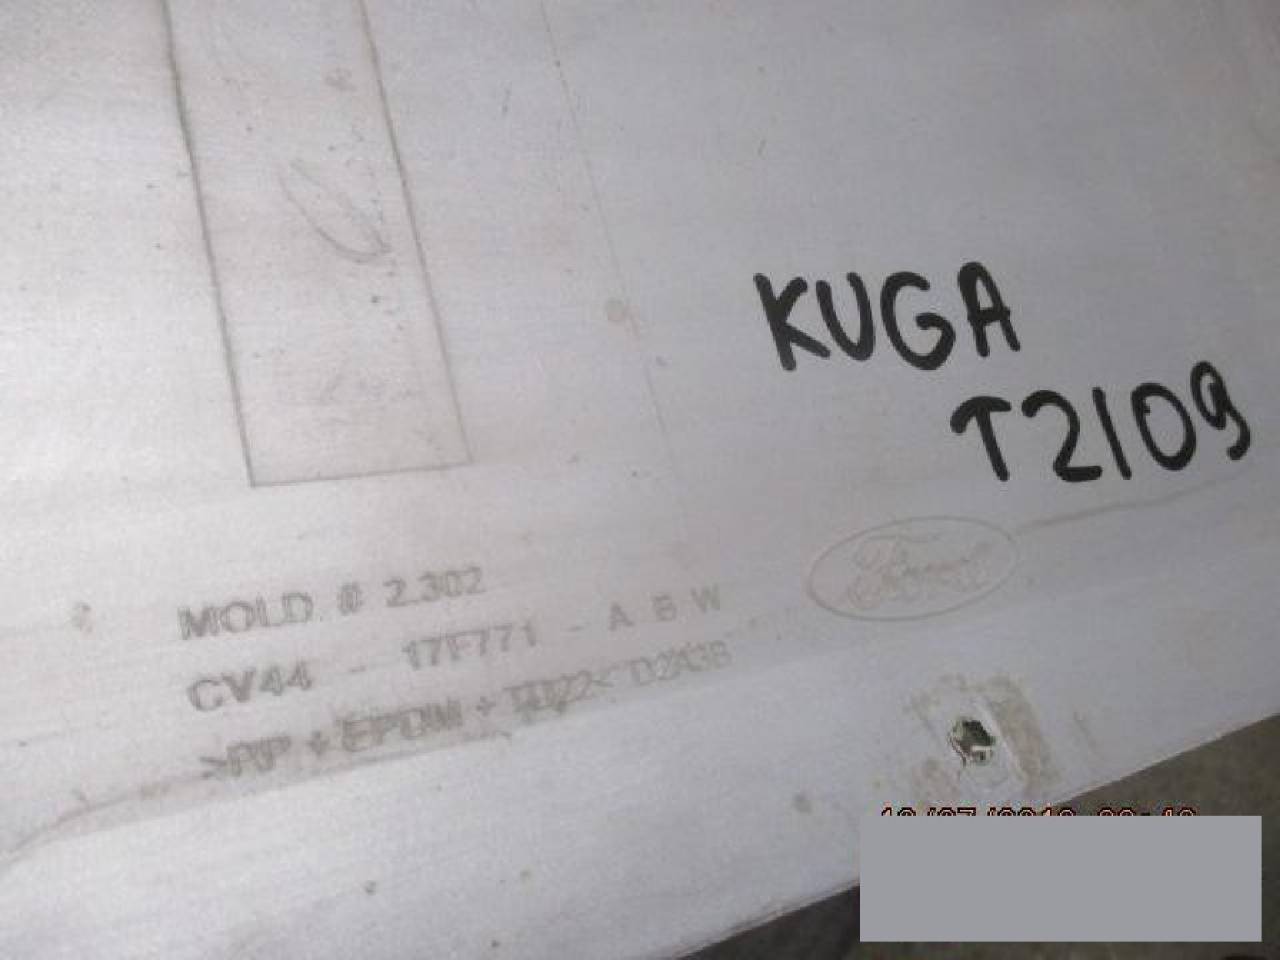 KUGA
T2109
Ford
MOLD # 2.302
CV44 - 17F771 - A B W
>PP + EPDM + TD22<